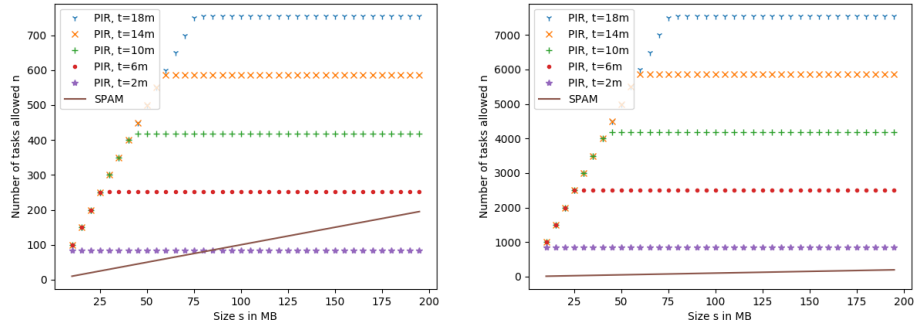 PIR, t=18m
PIR, t=14m
PIR, t=10m
PIR, t=6m
PIR, t=2m
SPAM
Number of tasks allowed n
0
100
200
300
400
500
600
700
25
50
75
100
125
150
175
200
Size s in MB
PIR, t=18m
PIR, t=14m
PIR, t=10m
PIR, t=6m
PIR, t=2m
SPAM
Number of tasks allowed n
0
1000
2000
3000
4000
5000
6000
7000
25
50
75
100
125
150
175
200
Size s in MB